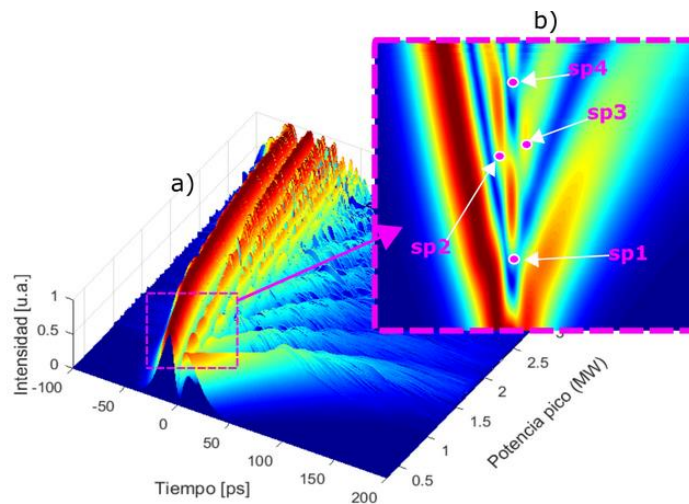 b)
sp4
a)
sp3
sp2
sp1
Intensidad [u.a.]
1
0.5
0
-100
-50
0
50
100
150
200
Tiempo [ps]
0.5
1
1.5
2
2.5
3
Potencia pico (MW)